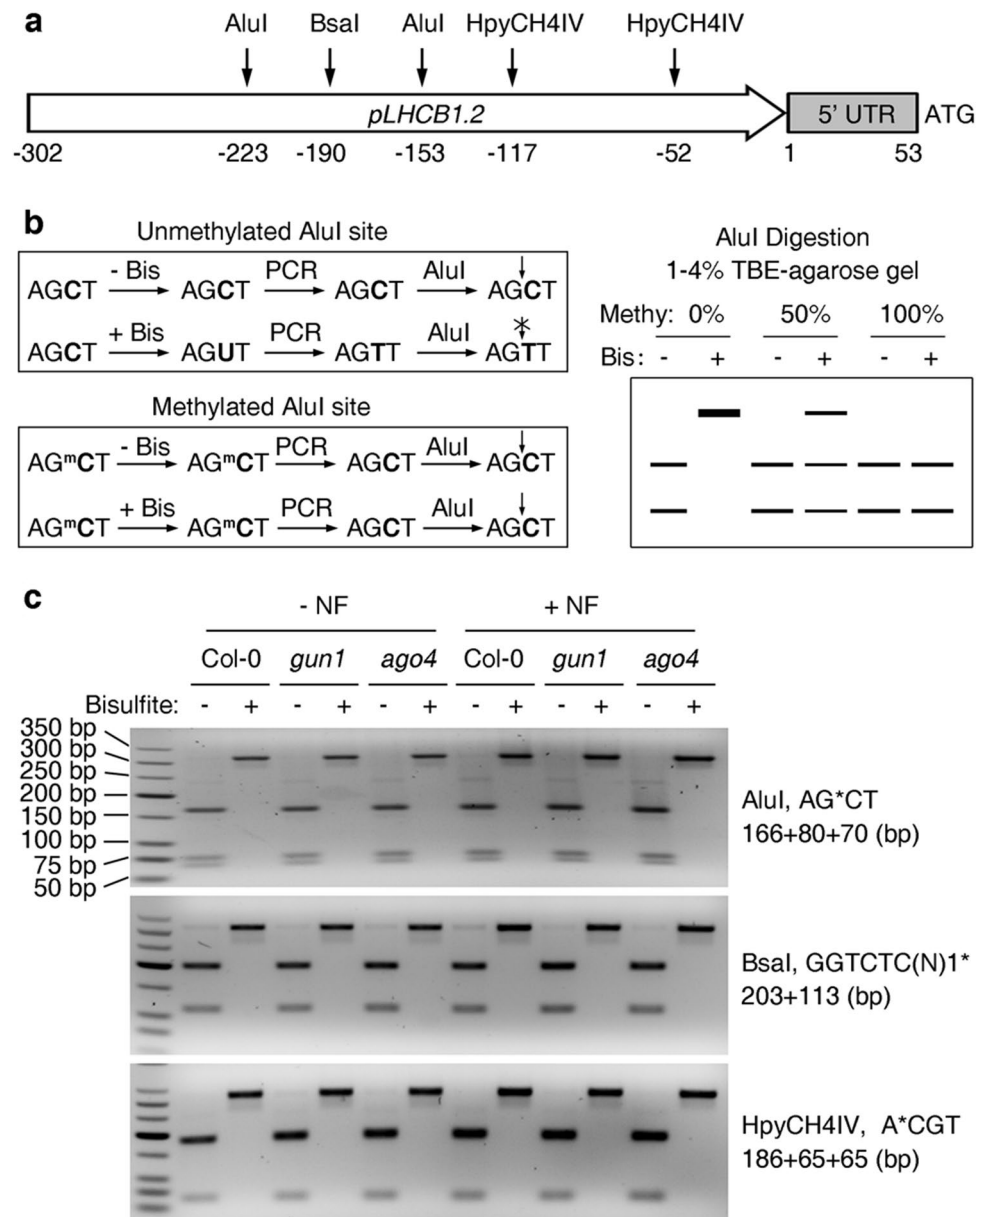 a
AluI BsaI AluI HpyCH4IV HpyCH4IV
pLHCB1.2 5' UTR ATG
-302 -223 -190 -153 -117 -52 1 53
b
Unmethylated AluI site
AGCT - Bis AGCT PCR AGCT AluI AGCT
AGCT + Bis AGUT PCR AGTT AluI AGTT
Methylated AluI site
AGmCT - Bis AGmCT PCR AGCT AluI AGCT
AGmCT + Bis AGmCT PCR AGCT AluI AGCT
AluI Digestion
1-4% TBE-agarose gel
Methy: 0% 50% 100%
Bis: - + - + - +
c
- NF + NF
Col-0 gun1 ago4 Col-0 gun1 ago4
Bisulfite: - + - + - + - + - + - +
350 bp
300 bp
250 bp
200 bp
150 bp
100 bp
75 bp
50 bp
AluI, AG*CT
166+80+70 (bp)
BsaI, GGTCTC(N)1*
203+113 (bp)
HpyCH4IV, A*CGT
186+65+65 (bp)